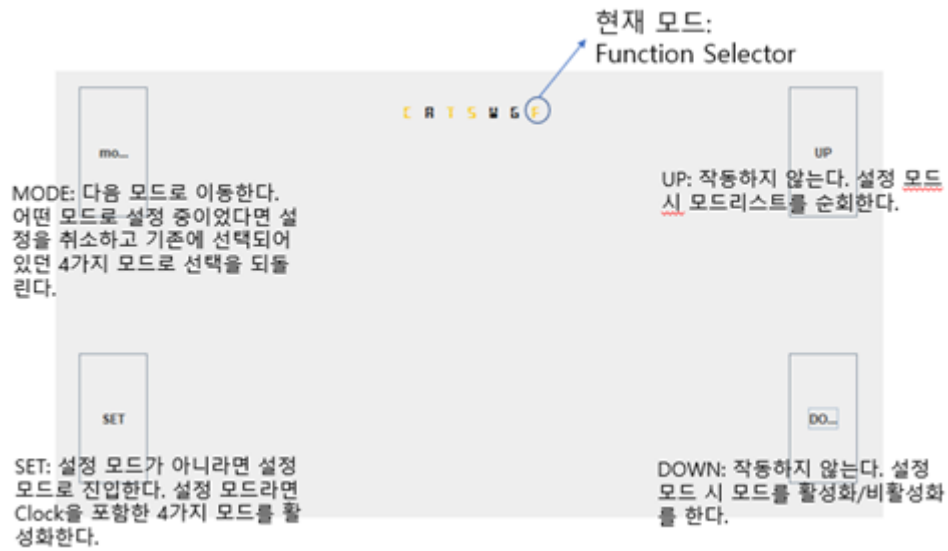 현재 모드:
Function Selector
C A T S W G F
mo...
UP
MODE: 다음 모드로 이동한다.
어떤 모드로 설정 중이었다면 설
정을 취소하고 기존에 선택되어
있던 4가지 모드로 선택을 되돌
린다.
UP: 작동하지 않는다. 설정 모드
시 모드리스트를 순회한다.
SET
DO...
SET: 설정 모드가 아니라면 설정
모드로 진입한다. 설정 모드라면
Clock을 포함한 4가지 모드를 활
성화한다.
DOWN: 작동하지 않는다. 설정
모드 시 모드를 활성화/비활성화
를 한다.